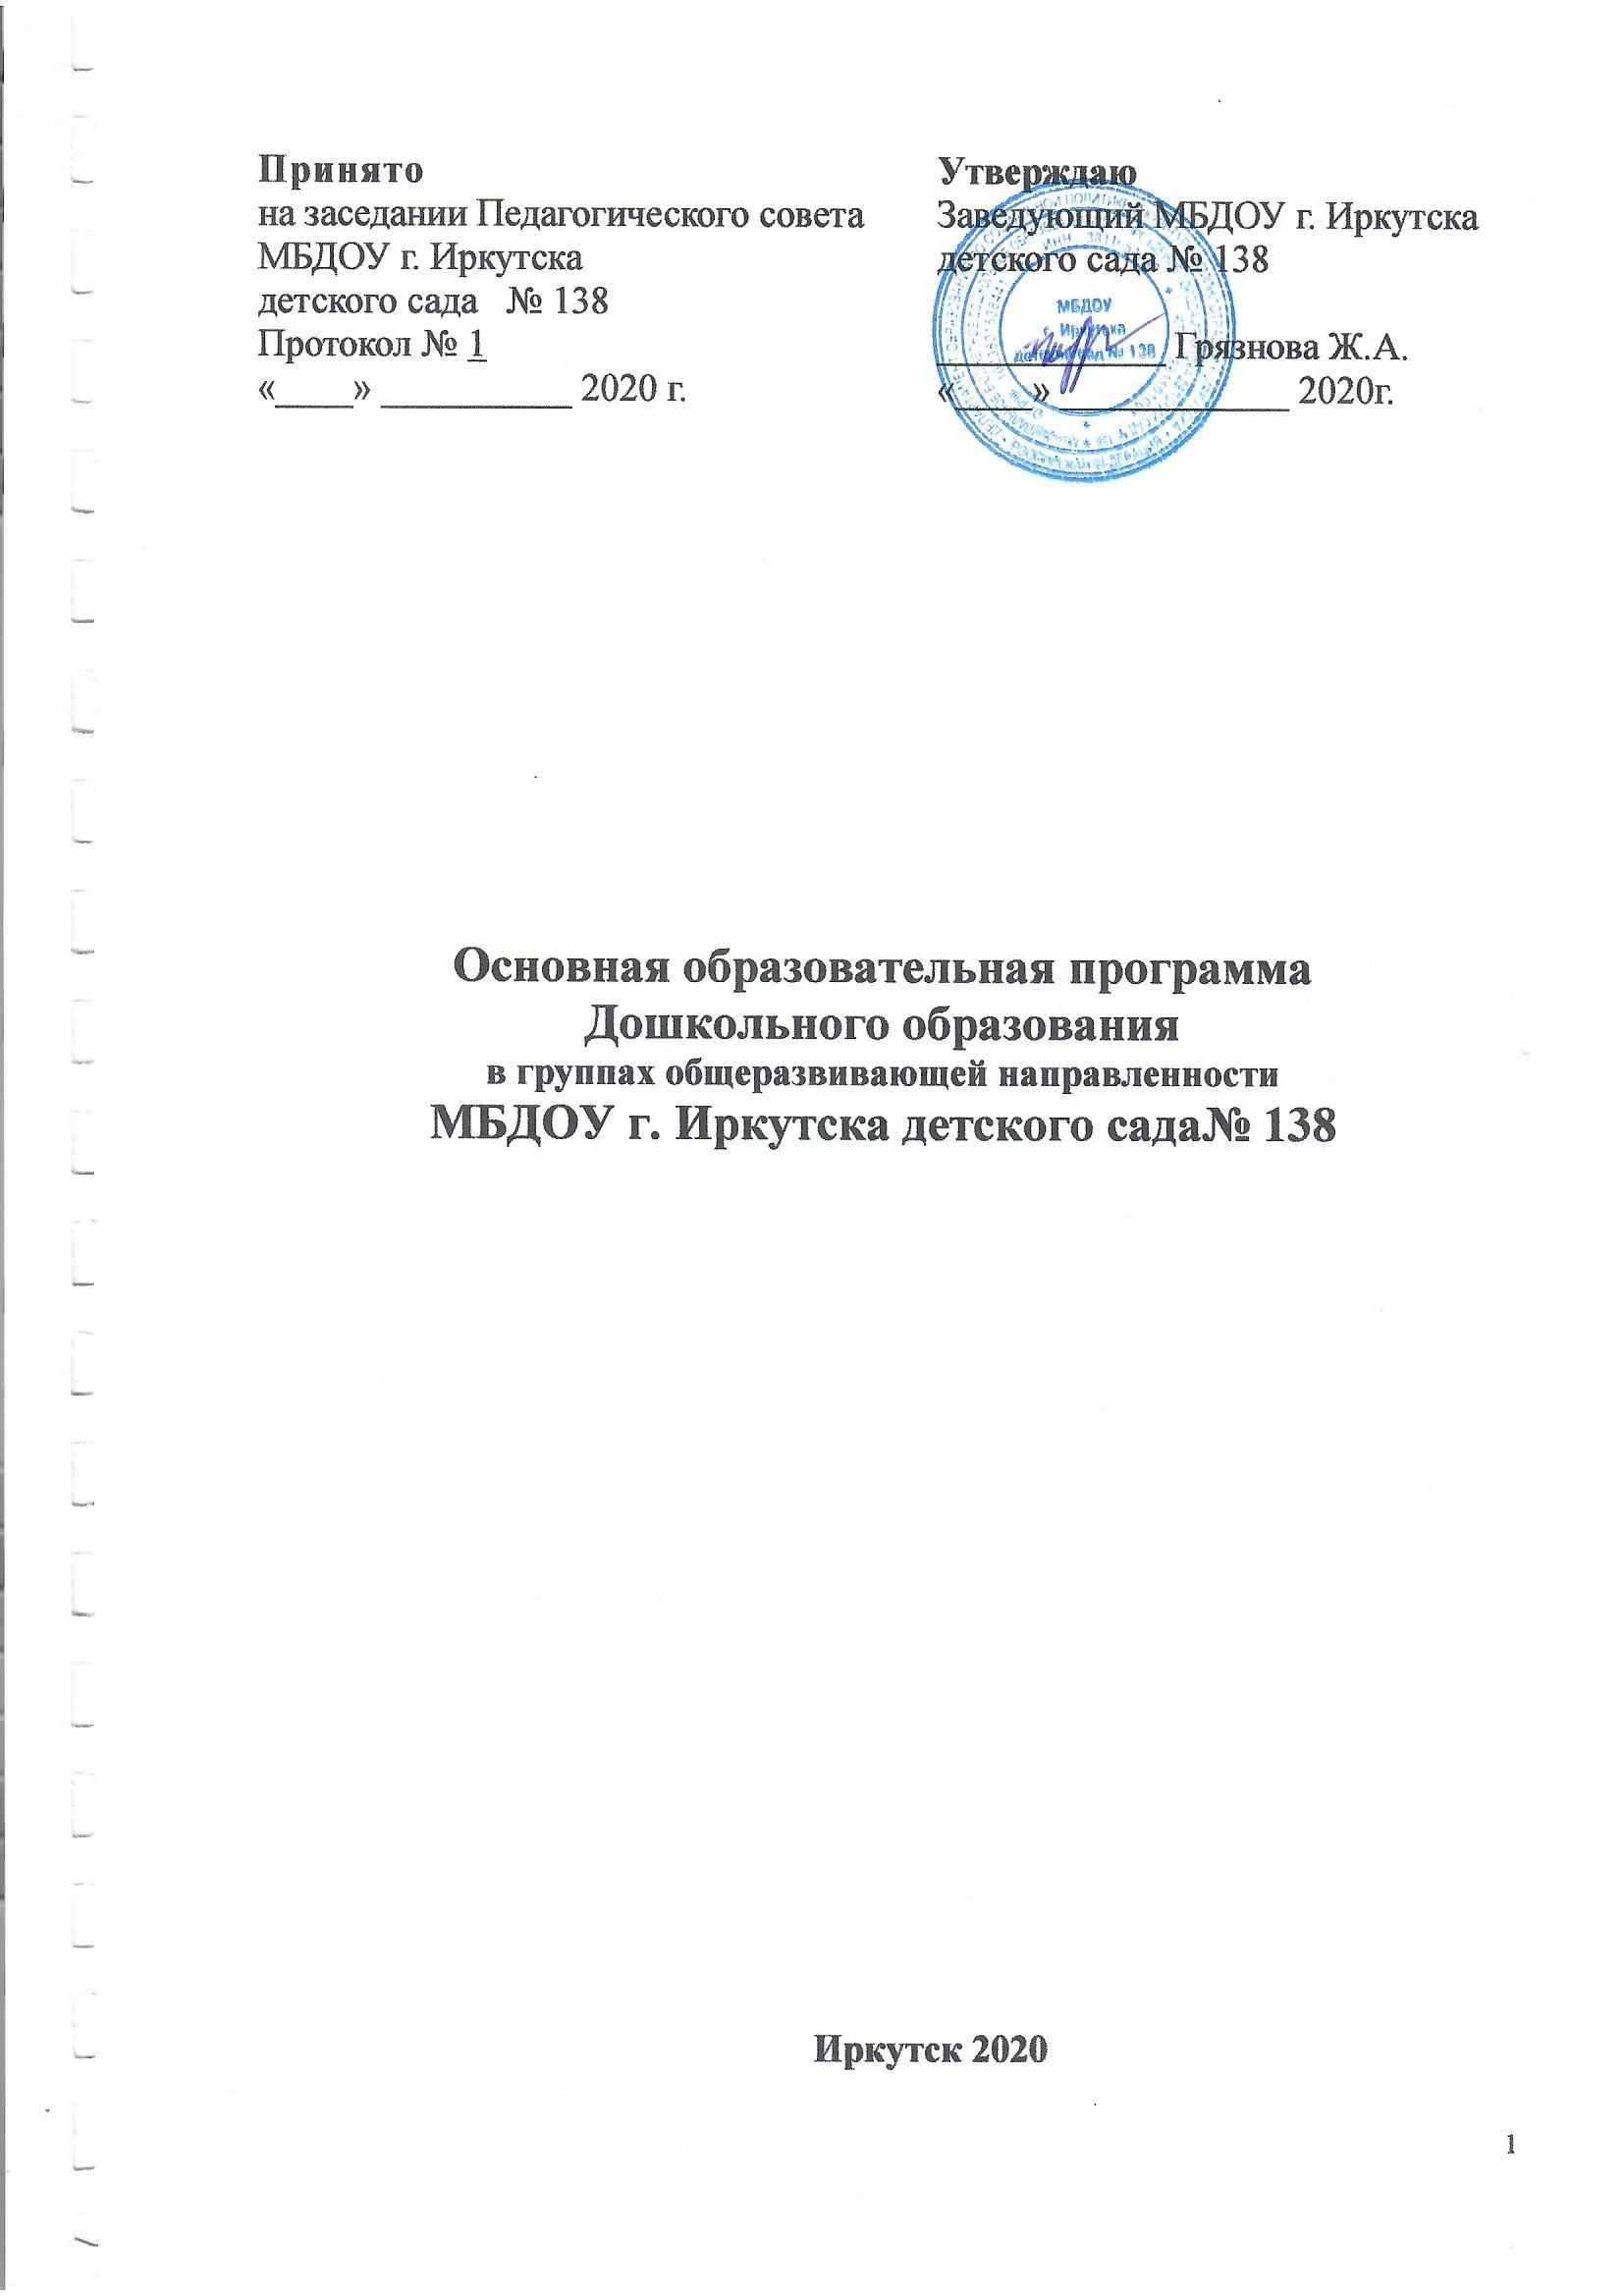 Принято
на заседании Педагогического совета
МБДОУ г. Иркутска
детского сада № 138
Протокол № 1
«____» __________ 2020 г.
Утверждаю
Заведующий МБДОУ г. Иркутска
детского сада № 138
____________ Грязнова Ж.А.
«____» ____________ 2020г.
МБДОУ
г. Иркутска
детский сад № 138
Основная образовательная программа
Дошкольного образования
в группах общеразвивающей направленности
МБДОУ г. Иркутска детского сада№ 138
Иркутск 2020
1